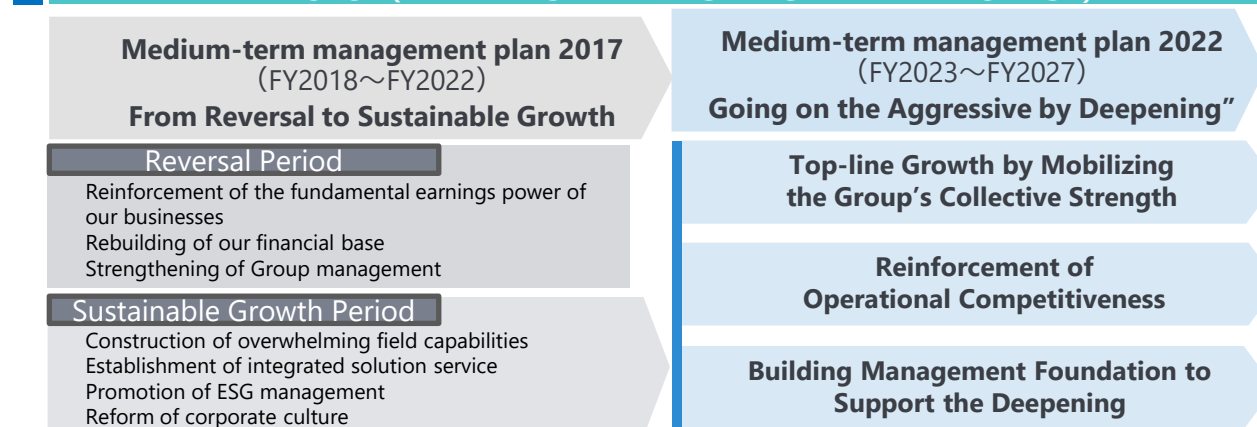 Medium-term management plan 2017
（FY2018～FY2022）
From Reversal to Sustainable Growth
Reversal Period
Reinforcement of the fundamental earnings power of
our businesses
Rebuilding of our financial base
Strengthening of Group management
Sustainable Growth Period
Construction of overwhelming field capabilities
Establishment of integrated solution service
Promotion of ESG management
Reform of corporate culture
Medium-term management plan 2022
（FY2023～FY2027）
Going on the Aggressive by Deepening”
Top-line Growth by Mobilizing
the Group’s Collective Strength
Reinforcement of
Operational Competitiveness
Building Management Foundation to
Support the Deepening